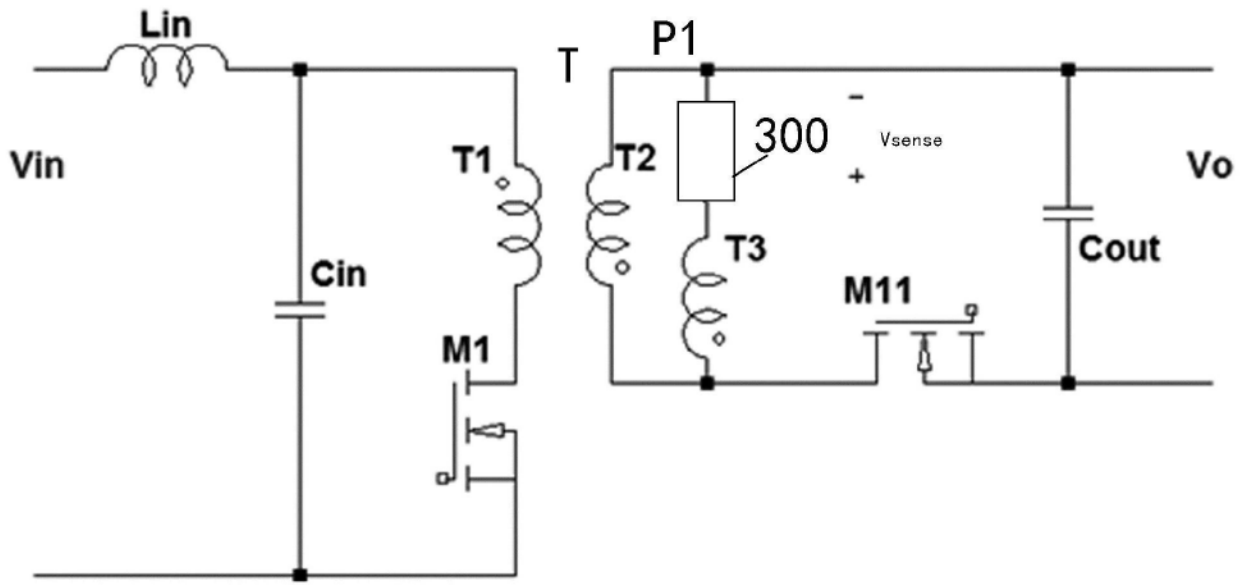 Lin
T
P1
−
300
Vsense
Vin
T1
T2
+
Vo
T3
Cin
Cout
M11
M1